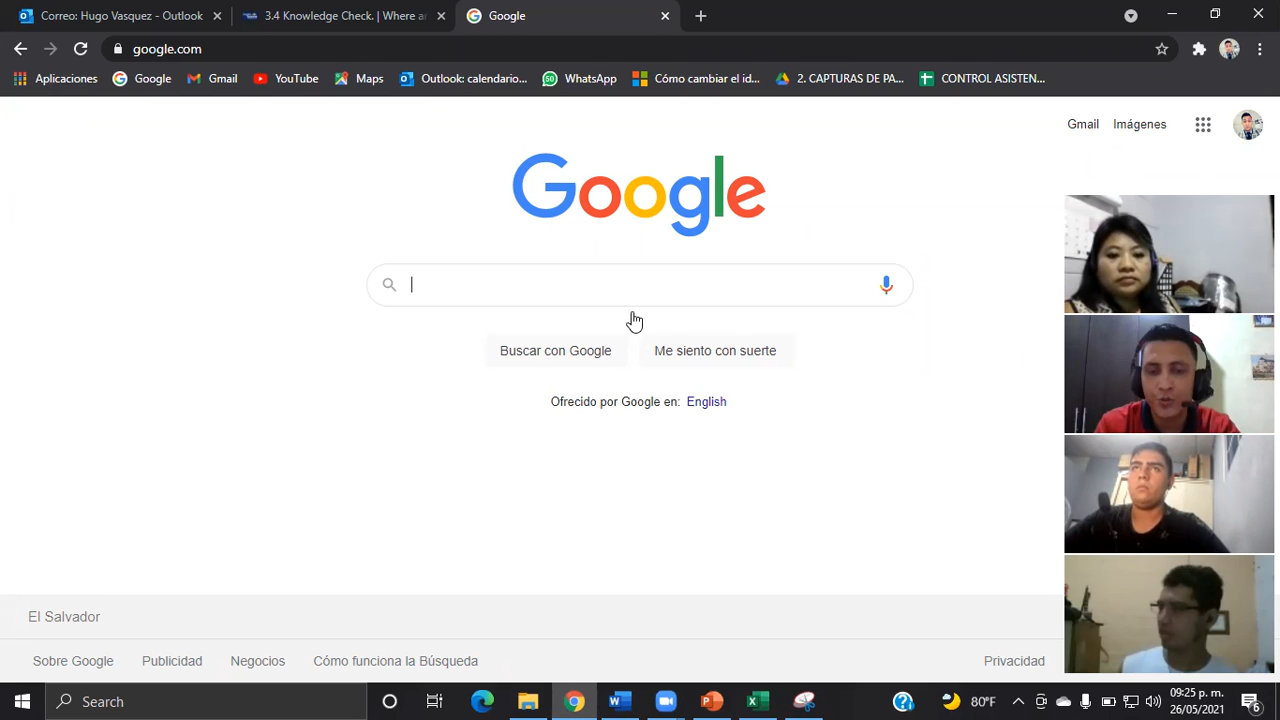 Correo: Hugo Vasquez - Outlook
3.4 Knowledge Check. | Where a
Google
google.com
Aplicaciones
Google
Gmail
YouTube
Maps
Outlook: calendario...
WhatsApp
Cómo cambiar el id...
2. CAPTURAS DE PA...
CONTROL ASISTEN...
Gmail
Imágenes
Google
Buscar con Google
Me siento con suerte
Ofrecido por Google en: English
El Salvador
Sobre Google
Publicidad
Negocios
Cómo funciona la Búsqueda
Privacidad
Search
80°F
09:25 p. m.
26/05/2021
6